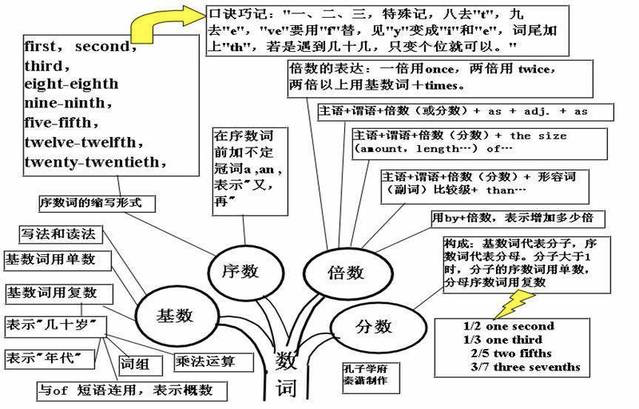 口诀巧记："一、二、三，特殊记，八去"t"，九
去"e"，"ve"要用"f"替，见"y"变成"i"和"e"，词尾加
上"th"，若是遇到几十几，只变个位就可以。"
first, second,
third,
eight-eighth
nine-ninth,
five-fifth,
twelve-twelfth,
twenty-twentieth,
倍数的表达：一倍用once，两倍用 twice,
两倍以上用基数词+times。
主语+谓语+倍数（或分数）+ as + adj. + as
主语+谓语+倍数（分数）+ the size
(amount, length…) of…
主语+谓语+倍数（分数）+ 形容词
（副词）比较级+ than…
用by+倍数，表示增加多少倍
在序数词
前加不定
冠词a ,an ,
表示"又，
再"
序数词的缩写形式
写法和读法
基数词用单数
基数词用复数
表示"几十岁"
表示"年代"
词组
乘法运算
与of 短语连用，表示概数
构成：基数词代表分子，序
数词代表分母。分子大于1
时，分子的序数词用单数，
分母序数词用复数
1/2 one second
1/3 one third
2/5 two fifths
3/7 three sevenths
基数
序数
倍数
分数
数
词
孔子学府
秦潇制作